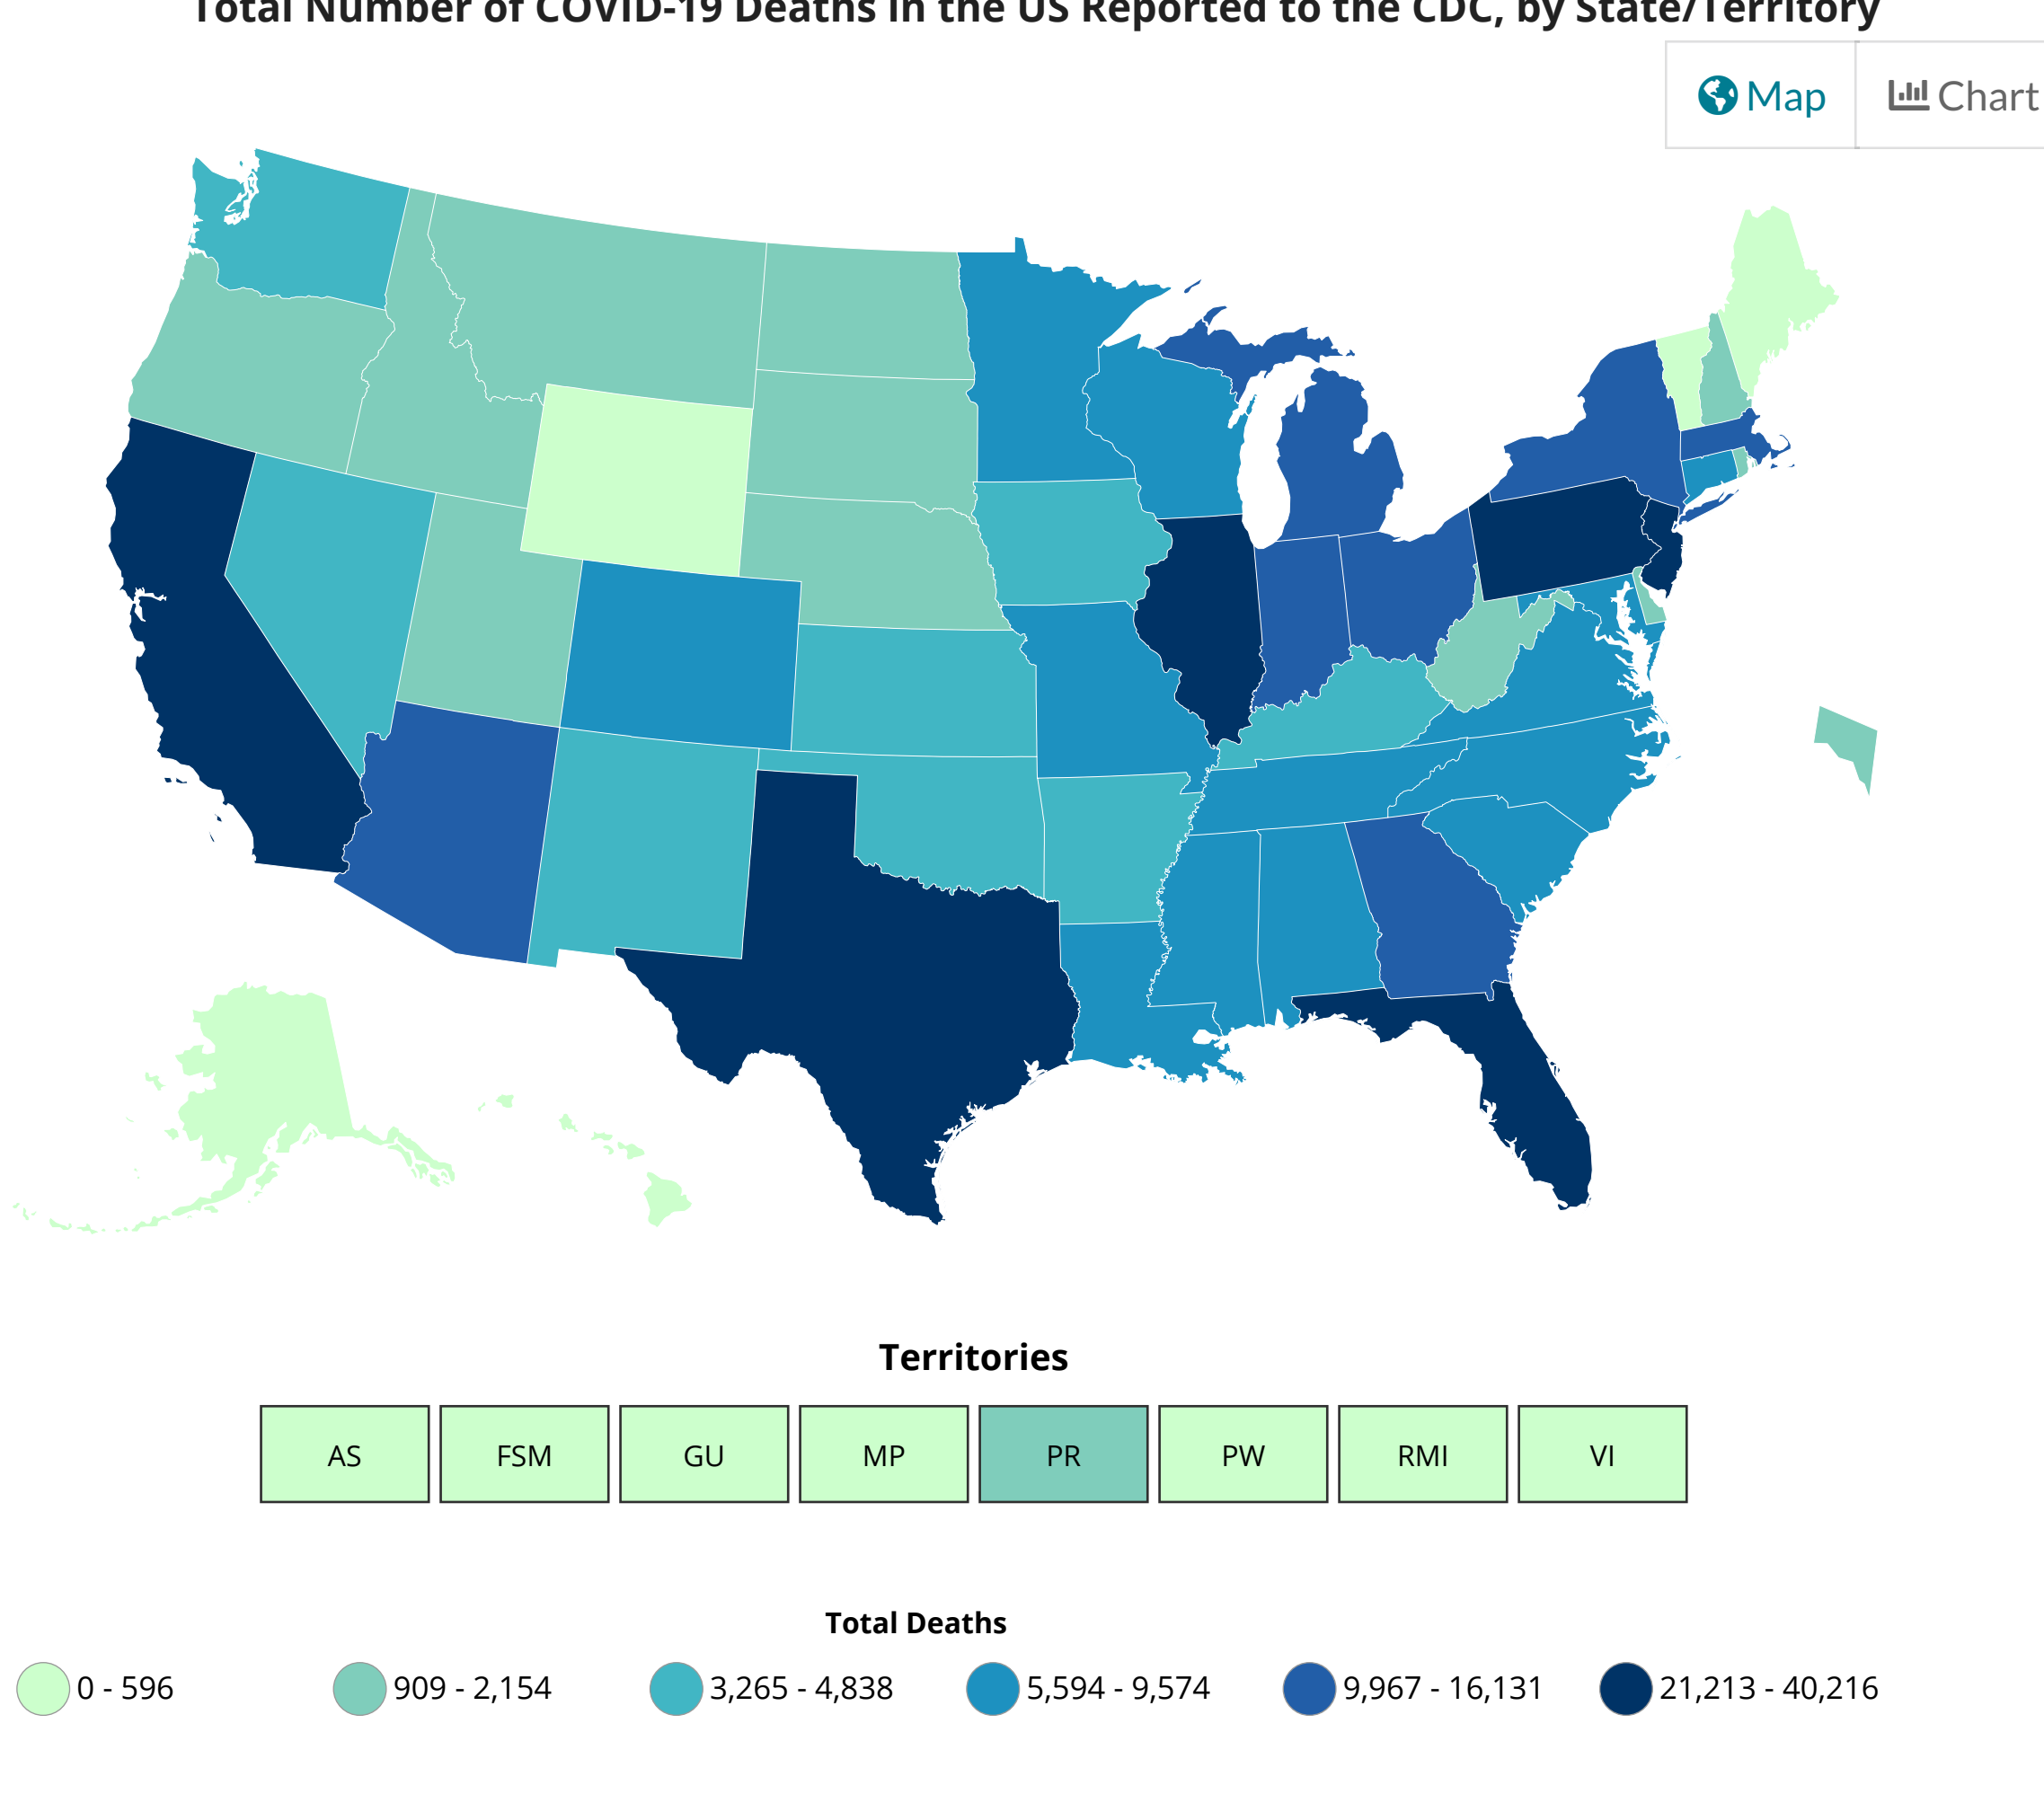 Total Number of COVID-19 Deaths in the US Reported to the CDC, by State/Territory
Map
Chart
Territories
AS
FSM
GU
MP
PR
PW
RMI
VI
Total Deaths
0 - 596
909 - 2,154
3,265 - 4,838
5,594 - 9,574
9,967 - 16,131
21,213 - 40,216